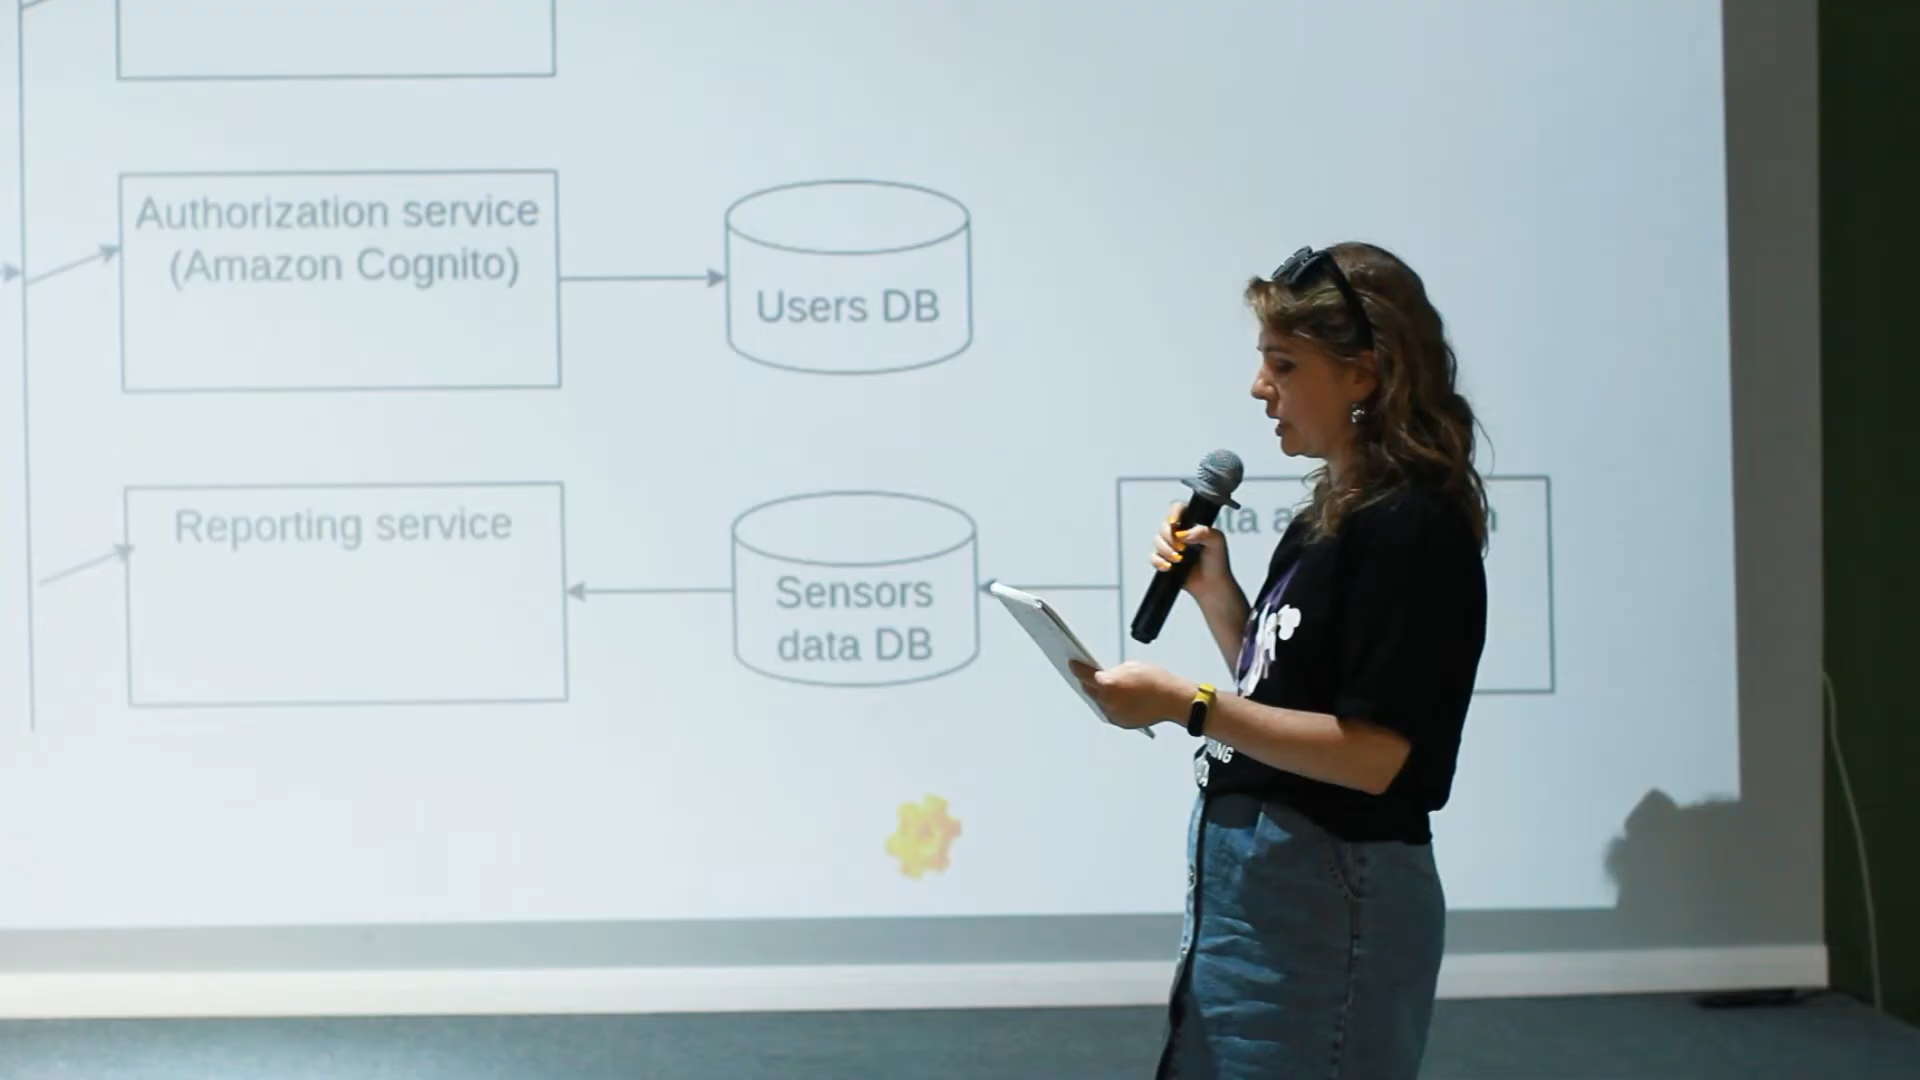 Authorization service
(Amazon Cognito)
Users DB
Reporting service
Sensors
data DB